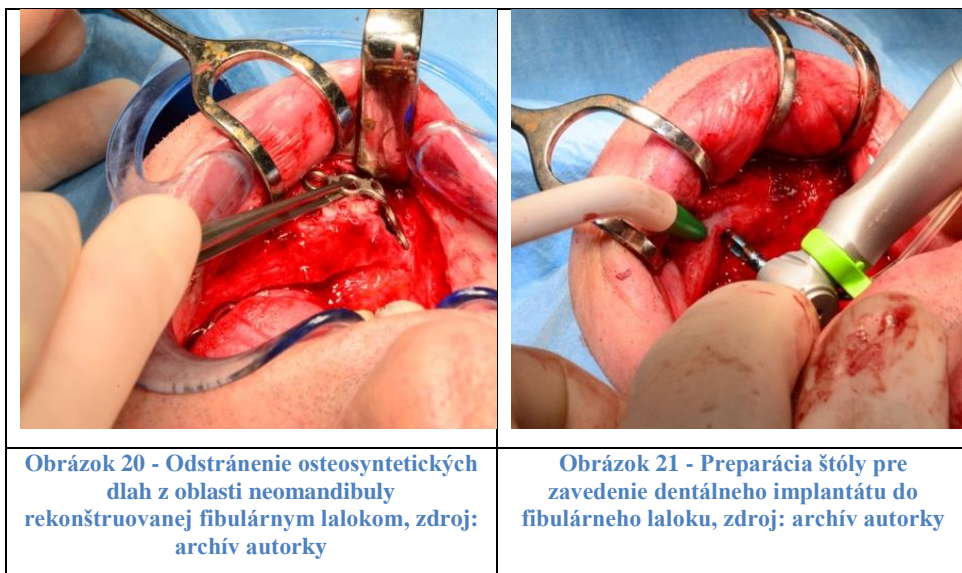 Obrázok 20 - Odstránenie osteosyntetických
dlah z oblasti neomandibuly
rekonštruovanej fibulárnym lalokom, zdroj:
archív autorky
Obrázok 21 - Preparácia štóly pre
zavedenie dentálneho implantátu do
fibulárneho laloku, zdroj: archív autorky